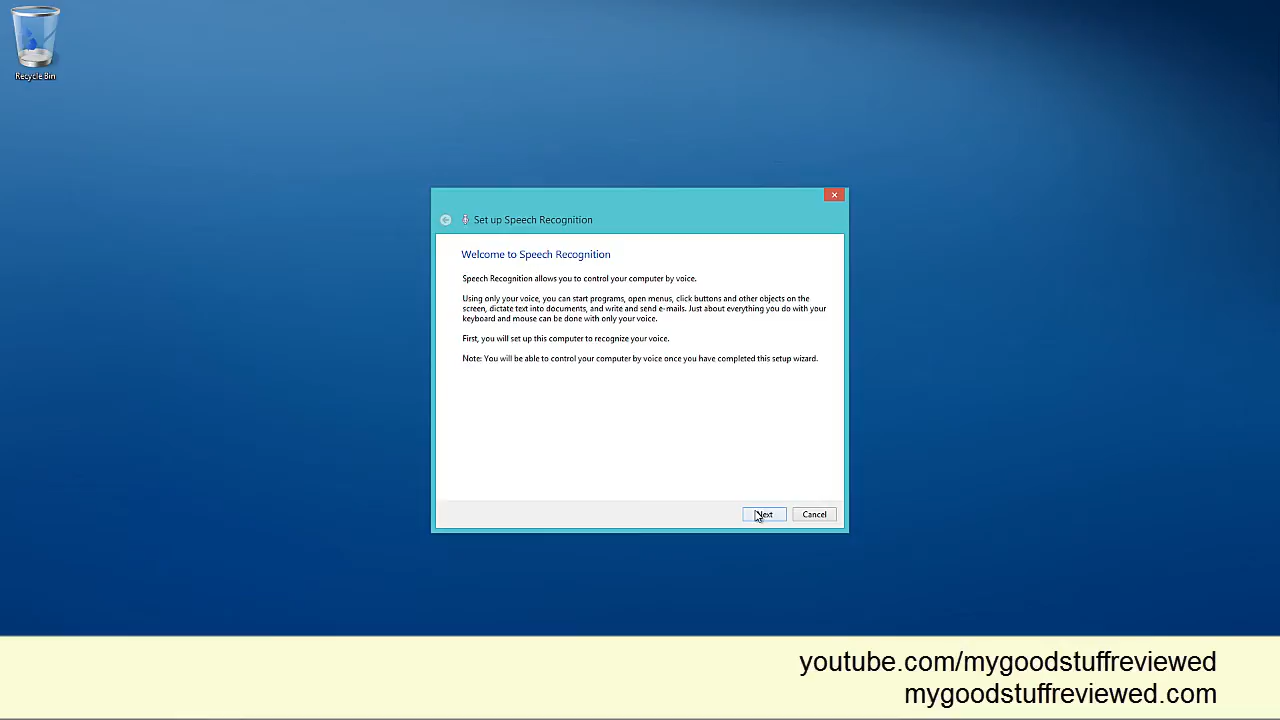 Recycle Bin
Set up Speech Recognition
Welcome to Speech Recognition
Speech Recognition allows you to control your computer by voice.
Using only your voice, you can start programs, open menus, click buttons and other objects on the
screen, dictate text into documents, and write and send e-mails. Just about everything you do with your
keyboard and mouse can be done with only your voice.
First, you will set up this computer to recognize your voice.
Note: You will be able to control your computer by voice once you have completed this setup wizard.
Next Cancel
youtube.com/mygoodstuffreviewed
mygoodstuffreviewed.com